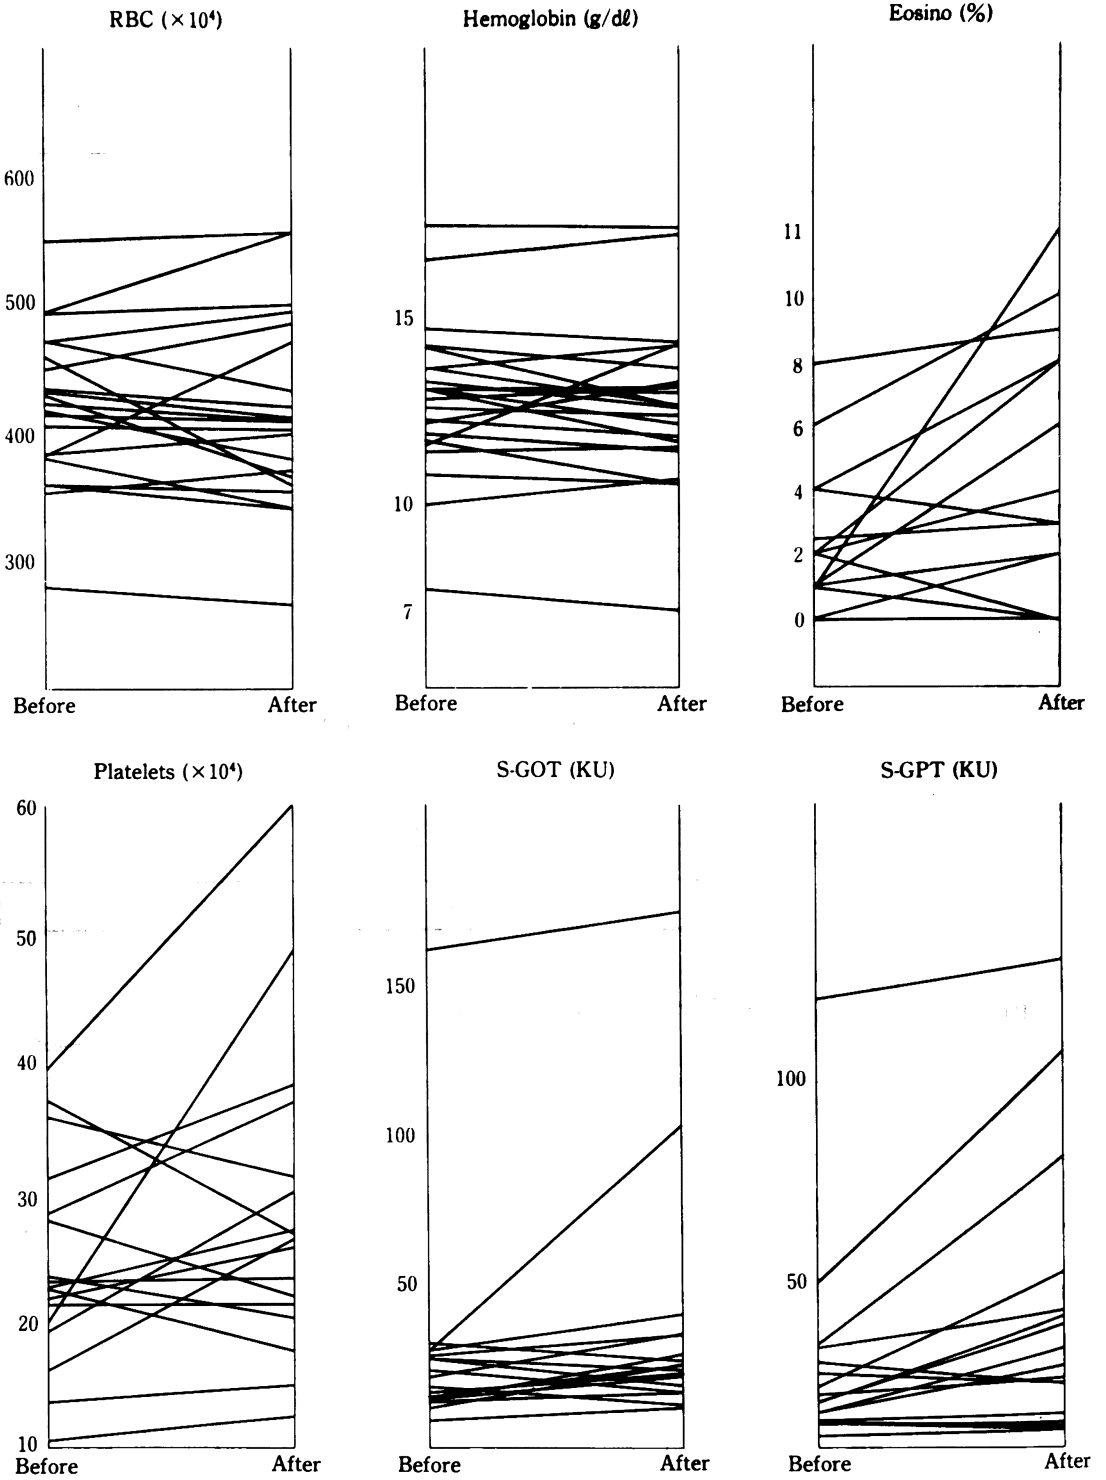 RBC (×10⁴)
600
500
400
300
Before After
Hemoglobin (g/dℓ)
15
10
7
Before After
Eosino (%)
11
10
8
6
4
2
0
Before After
Platelets (×10⁴)
60
50
40
30
20
10
Before After
S-GOT (KU)
150
100
50
Before After
S-GPT (KU)
100
50
Before After